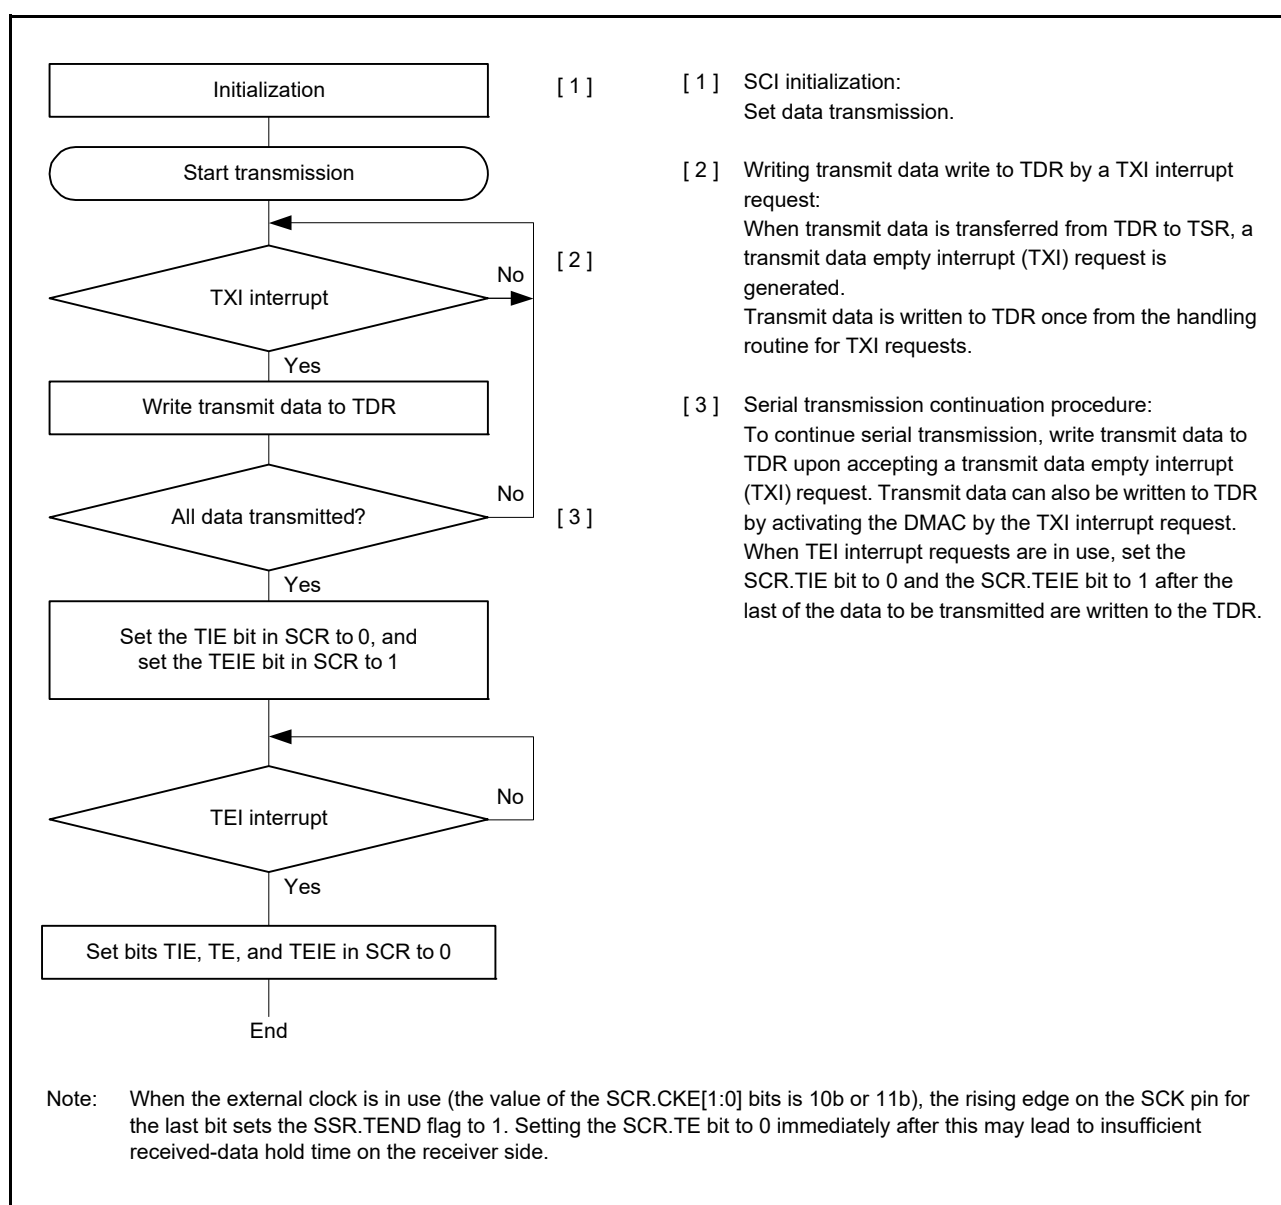 Initialization
[ 1 ]
Start transmission
[ 2 ]
TXI interrupt
No
Yes
Write transmit data to TDR
All data transmitted?
No
[ 3 ]
Yes
Set the TIE bit in SCR to 0, and
set the TEIE bit in SCR to 1
TEI interrupt
No
Yes
Set bits TIE, TE, and TEIE in SCR to 0
End
[ 1 ] SCI initialization:
Set data transmission.
[ 2 ] Writing transmit data write to TDR by a TXI interrupt
request:
When transmit data is transferred from TDR to TSR, a
transmit data empty interrupt (TXI) request is
generated.
Transmit data is written to TDR once from the handling
routine for TXI requests.
[ 3 ] Serial transmission continuation procedure:
To continue serial transmission, write transmit data to
TDR upon accepting a transmit data empty interrupt
(TXI) request. Transmit data can also be written to TDR
by activating the DMAC by the TXI interrupt request.
When TEI interrupt requests are in use, set the
SCR.TIE bit to 0 and the SCR.TEIE bit to 1 after the
last of the data to be transmitted are written to the TDR.
Note: When the external clock is in use (the value of the SCR.CKE[1:0] bits is 10b or 11b), the rising edge on the SCK pin for
the last bit sets the SSR.TEND flag to 1. Setting the SCR.TE bit to 0 immediately after this may lead to insufficient
received-data hold time on the receiver side.